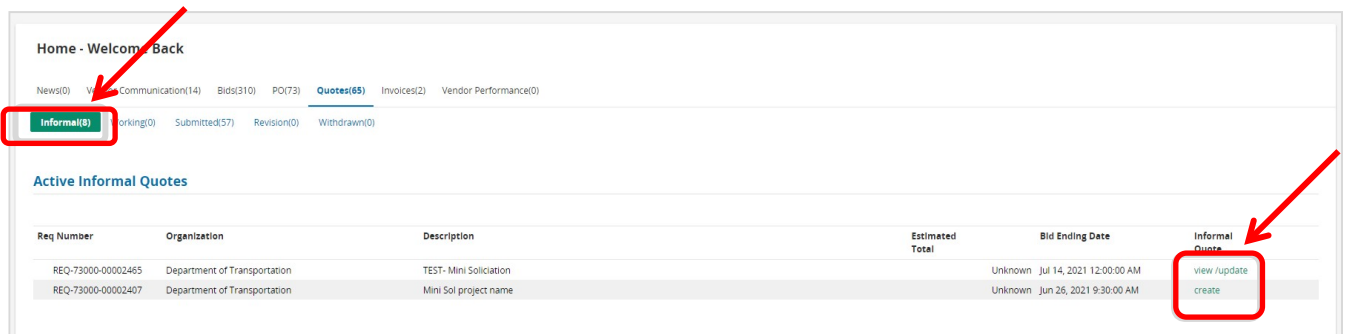 Home - Welcome Back
News(0) Vendor Communication(14) Bids(310) PO(73) Quotes(65) Invoices(2) Vendor Performance(0)
Informal(8) Working(0) Submitted(57) Revision(0) Withdrawn(0)
Active Informal Quotes
Req Number Organization Description Estimated Total Bid Ending Date Informal Quote
REQ-73000-00002465 Department of Transportation TEST- Mini Soliciation Unknown Jul 14, 2021 12:00:00 AM view /update
REQ-73000-00002407 Department of Transportation Mini Sol project name Unknown Jun 26, 2021 9:30:00 AM create